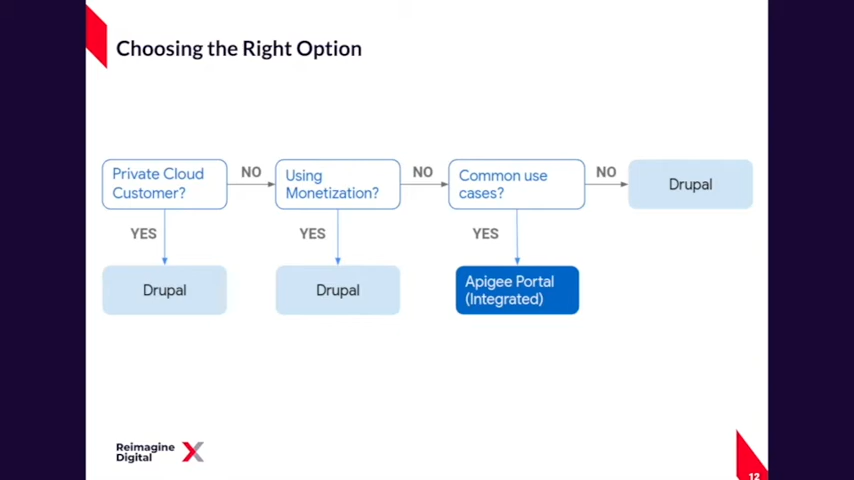 Choosing the Right Option
Private Cloud
Customer?
NO
Using
Monetization?
NO
Common use
cases?
NO
Drupal
YES
YES
YES
Drupal
Drupal
Apigee Portal
(Integrated)
Reimagine
Digital
12